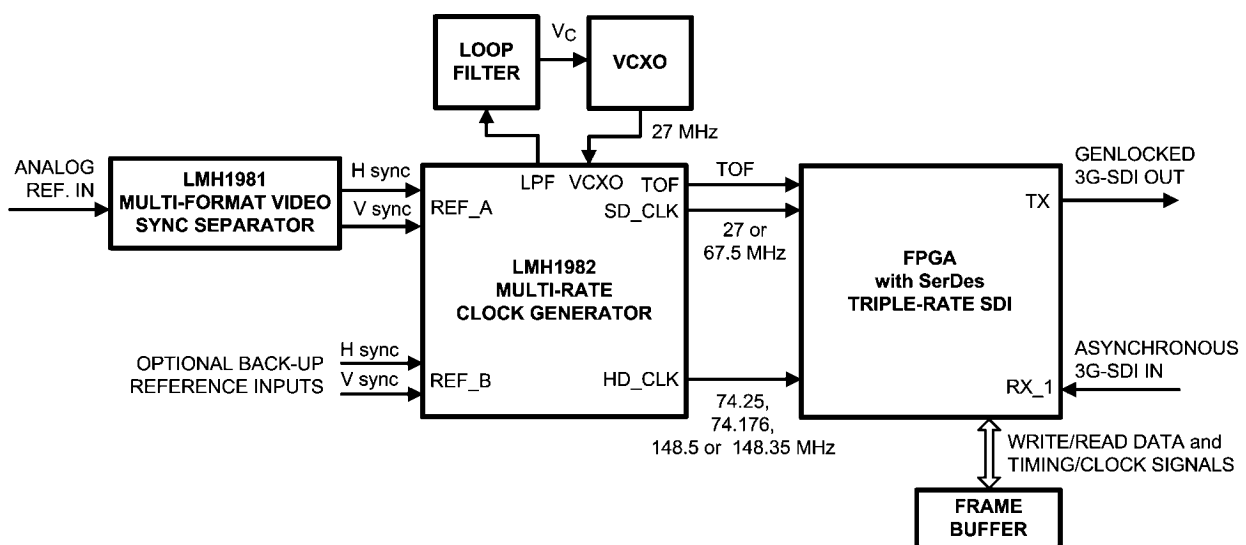 LOOP
FILTER
VC
VCXO
27 MHz
ANALOG
REF. IN
LMH1981
MULTI-FORMAT VIDEO
SYNC SEPARATOR
H sync
V sync
LPF
VCXO
REF_A
TOF
SD_CLK
LMH1982
MULTI-RATE
CLOCK GENERATOR
OPTIONAL BACK-UP
REFERENCE INPUTS
H sync
V sync
REF_B
HD_CLK
TOF
27 or
67.5 MHz
74.25,
74.176,
148.5 or 148.35 MHz
FPGA
with SerDes
TRIPLE-RATE SDI
TX
RX_1
GENLOCKED
3G-SDI OUT
ASYNCHRONOUS
3G-SDI IN
WRITE/READ DATA and
TIMING/CLOCK SIGNALS
FRAME
BUFFER